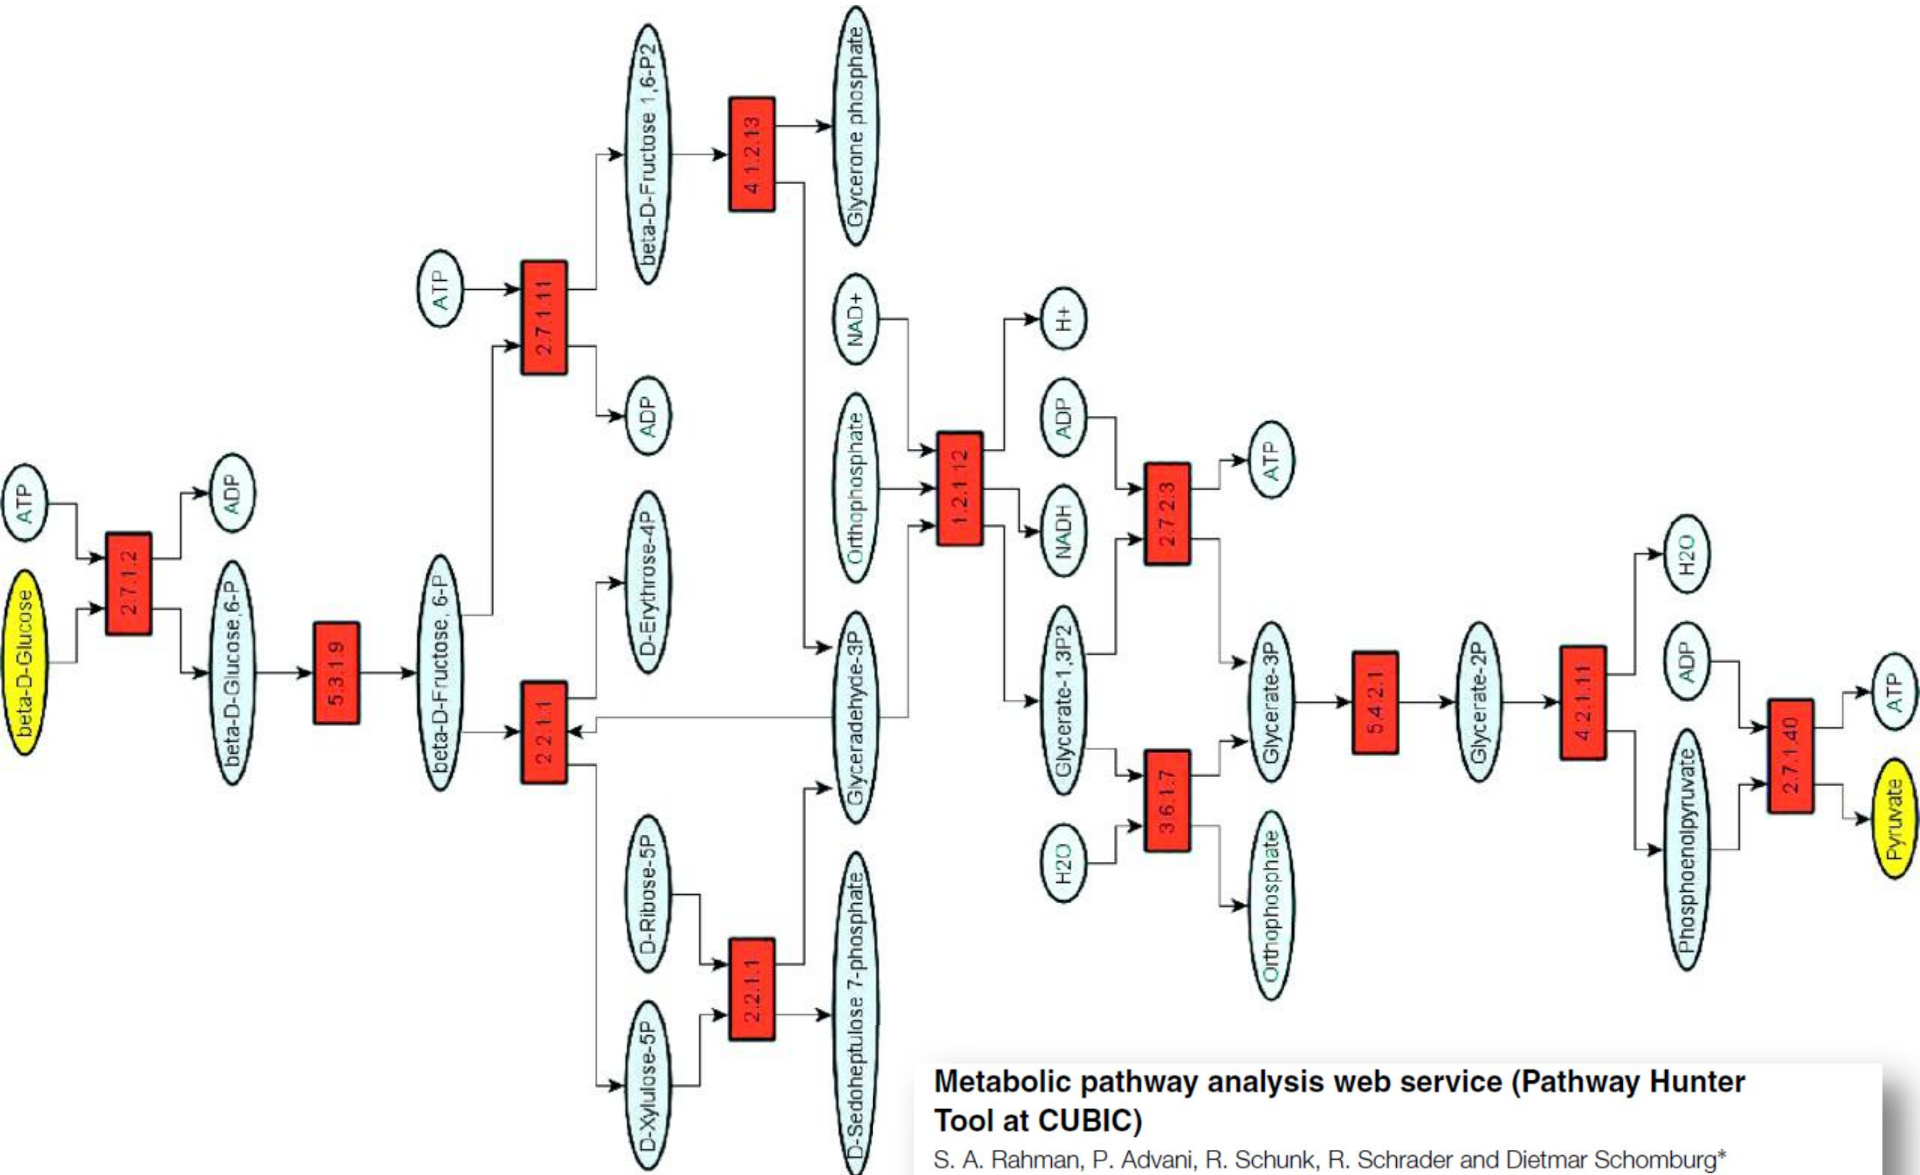 ATP
beta-D-Glucose
2.7.1.2
ADP
beta-D-Glucose,6-P
5.3.1.9
ATP
beta-D-Fructose, 6-P
2.7.1.11
2.2.1.1
beta-D-Fructose 1,6-P2
ADP
D-Erythrose-4P
D-Ribose-5P
D-Xylulose-5P
4.1.2.13
2.2.1.1
Glycerone phosphate
NAD+
Orthophosphate
Glyceradehyde-3P
D-Sedoheptulose 7-phosphate
1.2.1.12
H+
ADP
NADH
Glycerate-1,3P2
H2O
2.7.2.3
3.6.1.7
ATP
Glycerate-3P
Orthophosphate
5.4.2.1
Glycerate-2P
4.2.1.11
H2O
ADP
Phosphoenolpyruvate
2.7.1.40
ATP
Pyruvate
Metabolic pathway analysis web service (Pathway Hunter
Tool at CUBIC)
S. A. Rahman, P. Advani, R. Schunk, R. Schrader and Dietmar Schomburg*